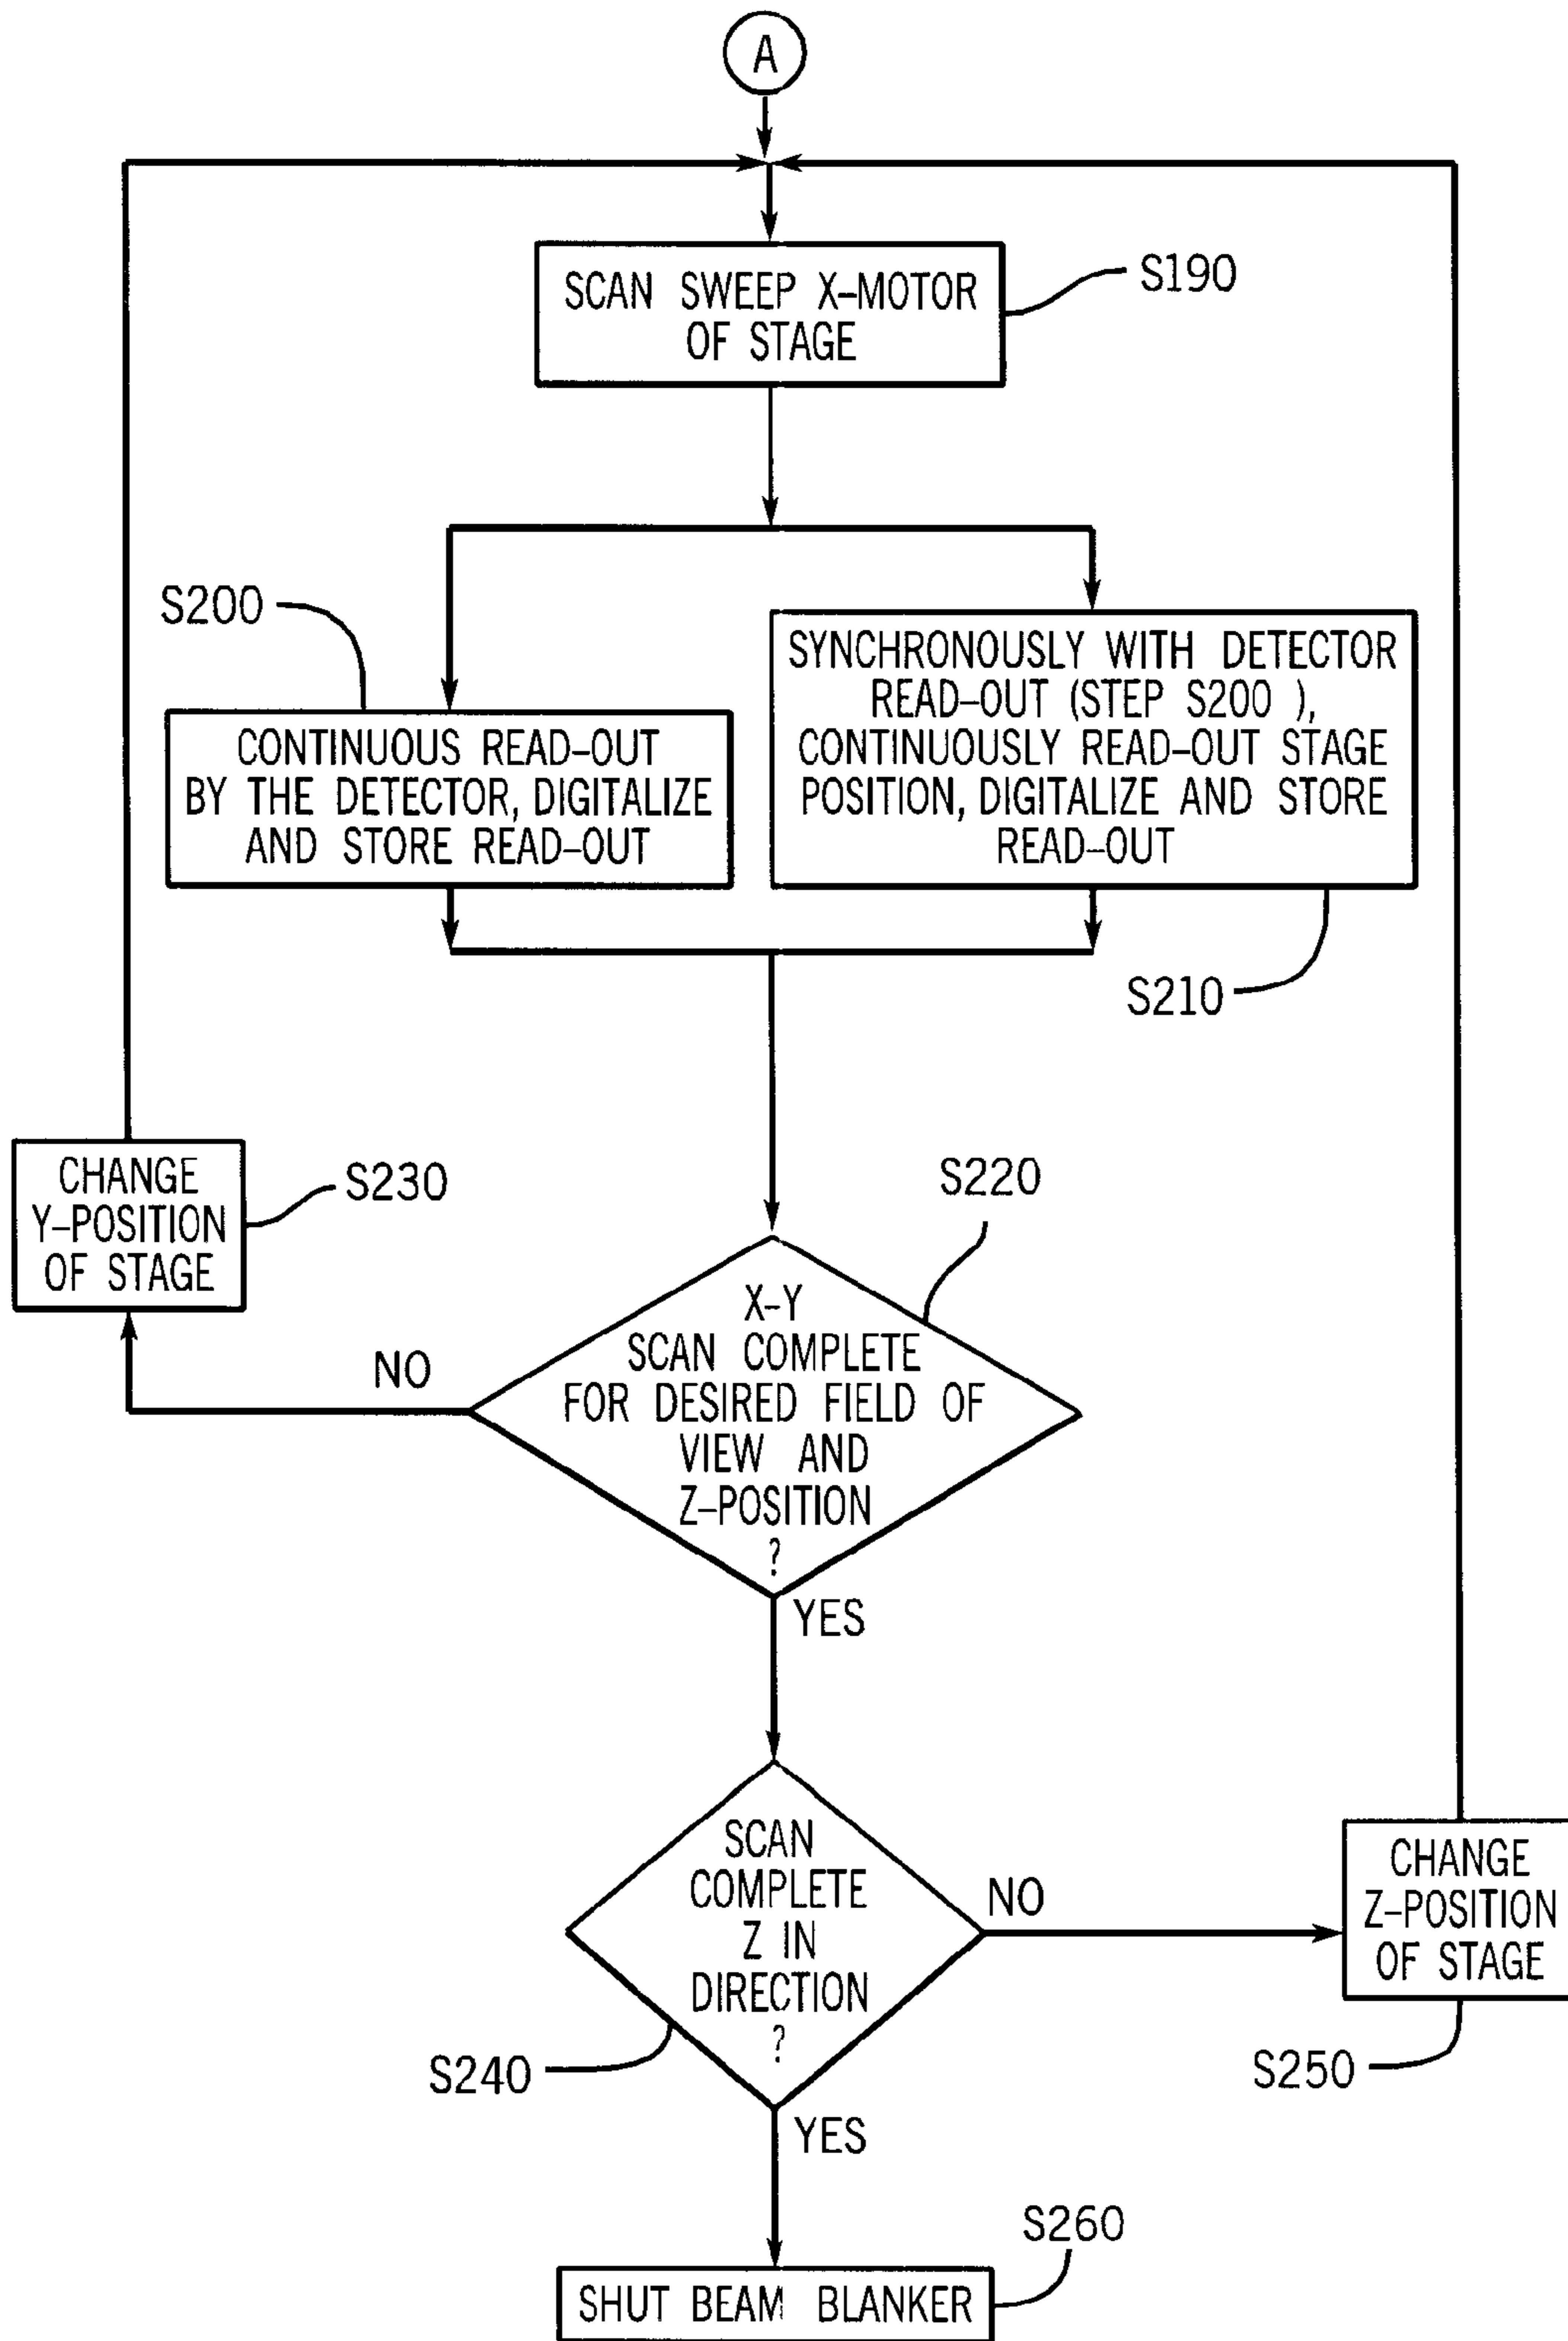 A
SCAN SWEEP X-MOTOR
OF STAGE
S190
S200
CONTINUOUS READ-OUT
BY THE DETECTOR, DIGITALIZE
AND STORE READ-OUT
SYNCHRONOUSLY WITH DETECTOR
READ-OUT (STEP S200 ),
CONTINUOUSLY READ-OUT STAGE
POSITION, DIGITALIZE AND STORE
READ-OUT
S210
CHANGE
Y-POSITION
OF STAGE
S230
S220
X-Y
SCAN COMPLETE
FOR DESIRED FIELD OF
VIEW AND
Z-POSITION
?
NO
YES
SCAN
COMPLETE
Z IN
DIRECTION
?
NO
S240
CHANGE
Z-POSITION
OF STAGE
S250
YES
S260
SHUT BEAM BLANKER